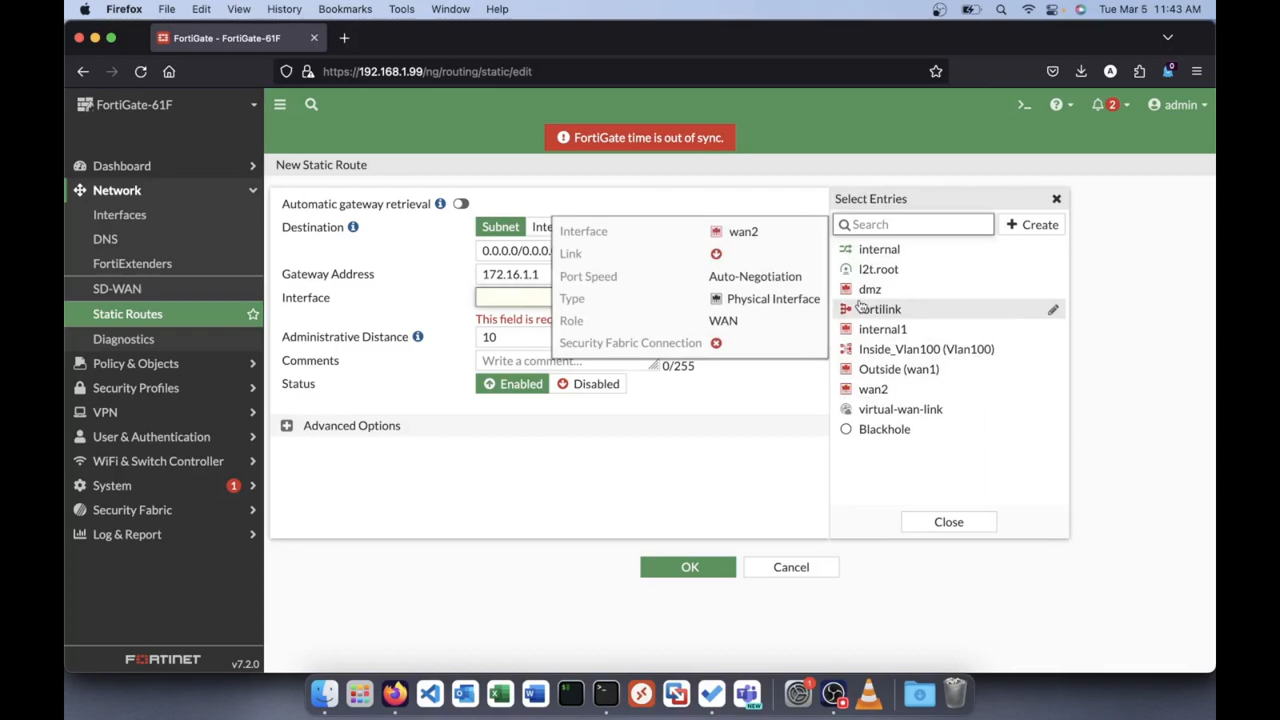 Firefox File Edit View History Bookmarks Tools Window Help Tue Mar 5 11:43 AM
FortiGate - FortiGate-61F
https://192.168.1.99/ng/routing/static/edit
FortiGate-61F
2 admin
FortiGate time is out of sync.
Dashboard
Network
Interfaces
DNS
FortiExtenders
SD-WAN
Static Routes
Diagnostics
Policy & Objects
Security Profiles
VPN
User & Authentication
WiFi & Switch Controller
System 1
Security Fabric
Log & Report
FORTINET v7.2.0
New Static Route
Automatic gateway retrieval
Destination Subnet
0.0.0.0/0.0.0.
Gateway Address 172.16.1.1
Interface
Administrative Distance 10
Comments Write a comment... 0/255
Status Enabled Disabled
Advanced Options
Interface wan2
Link
Port Speed Auto-Negotiation
Type Physical Interface
Role WAN
Security Fabric Connection
Select Entries
Search Create
internal
l2t.root
dmz
internal1
Inside_Vlan100 (Vlan100)
Outside (wan1)
wan2
virtual-wan-link
Blackhole
Close
OK Cancel